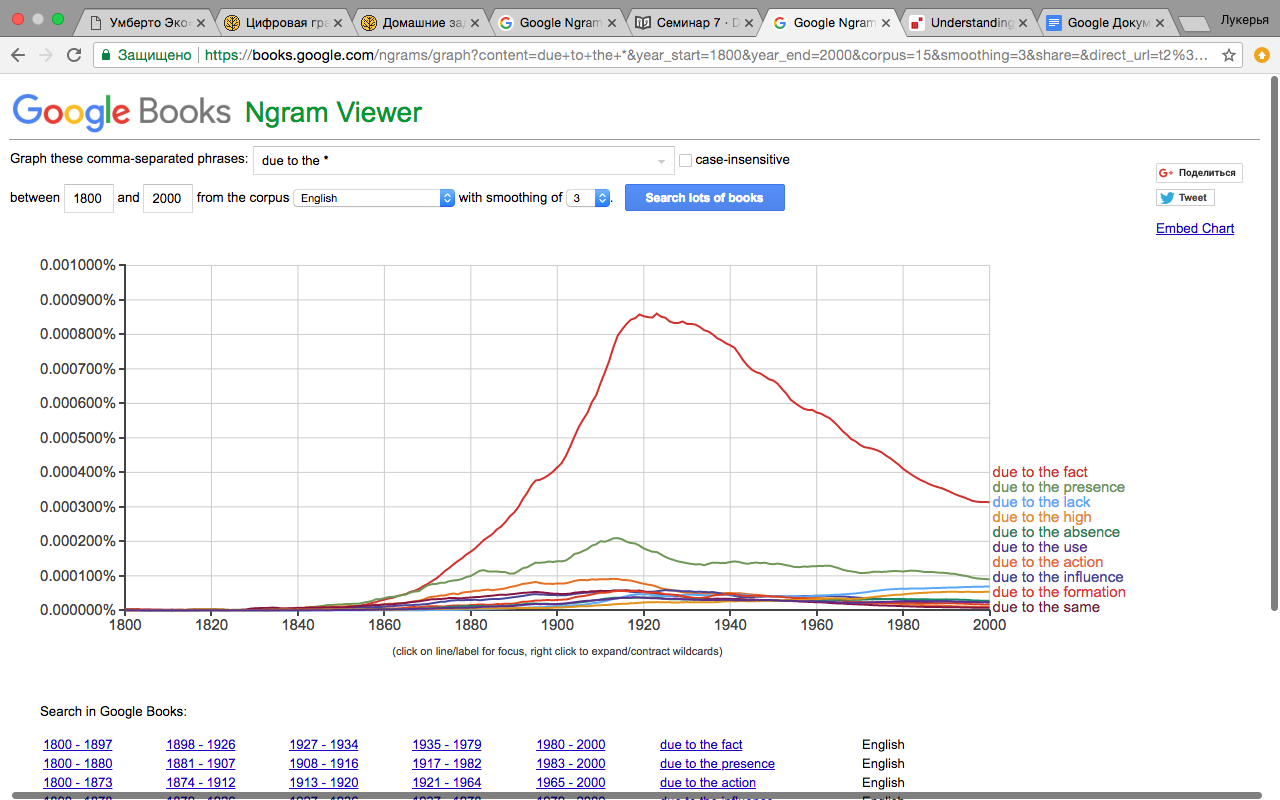 Умберто Эко Цифровая гра Домашние за Google Ngram Семинар 7 · Google Ngram Understanding Google Докум Лукерья
Защищено https://books.google.com/ngrams/graph?content=due+to+the+*&year_start=1800&year_end=2000&corpus=15&smoothing=3&share=&direct_url=t2%3...
Google Books Ngram Viewer
Graph these comma-separated phrases: due to the * case-insensitive
Поделиться
between 1800 and 2000 from the corpus English with smoothing of 3 . Search lots of books
Tweet
Embed Chart
0.001000%
0.000900%
0.000800%
0.000700%
0.000600%
0.000500%
0.000400%
0.000300%
0.000200%
0.000100%
0.000000%
due to the fact
due to the presence
due to the lack
due to the high
due to the absence
due to the use
due to the action
due to the influence
due to the formation
due to the same
1800 1820 1840 1860 1880 1900 1920 1940 1960 1980 2000
(click on line/label for focus, right click to expand/contract wildcards)
Search in Google Books:
1800 - 1897 1898 - 1926 1927 - 1934 1935 - 1979 1980 - 2000 due to the fact English
1800 - 1880 1881 - 1907 1908 - 1916 1917 - 1982 1983 - 2000 due to the presence English
1800 - 1873 1874 - 1912 1913 - 1920 1921 - 1964 1965 - 2000 due to the action English